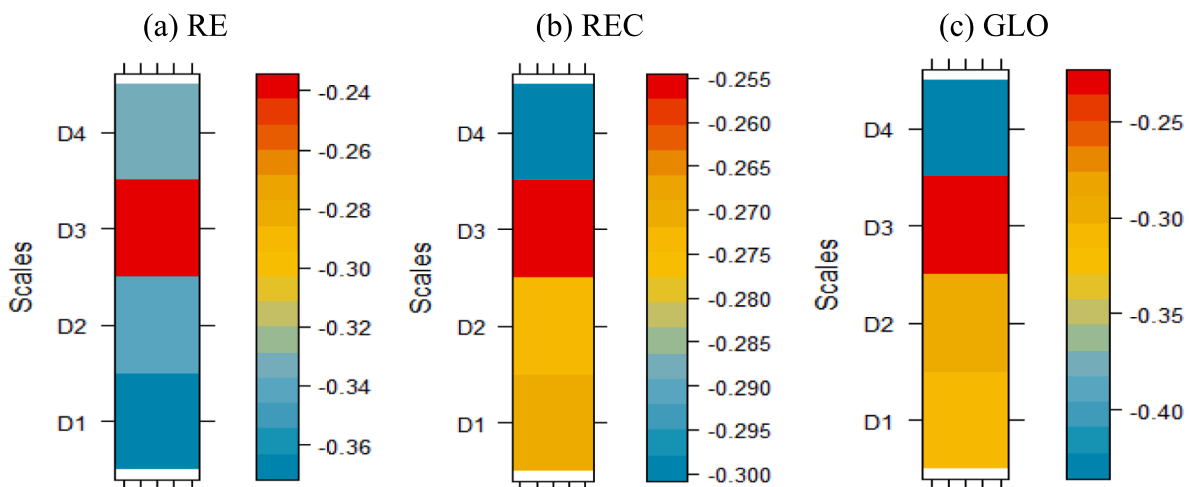 (a) RE
(b) REC
(c) GLO
Scales
D4
D3
D2
D1
-0.24
-0.26
-0.28
-0.30
-0.32
-0.34
-0.36
Scales
D4
D3
D2
D1
-0.255
-0.260
-0.265
-0.270
-0.275
-0.280
-0.285
-0.290
-0.295
-0.300
Scales
D4
D3
D2
D1
-0.25
-0.30
-0.35
-0.40